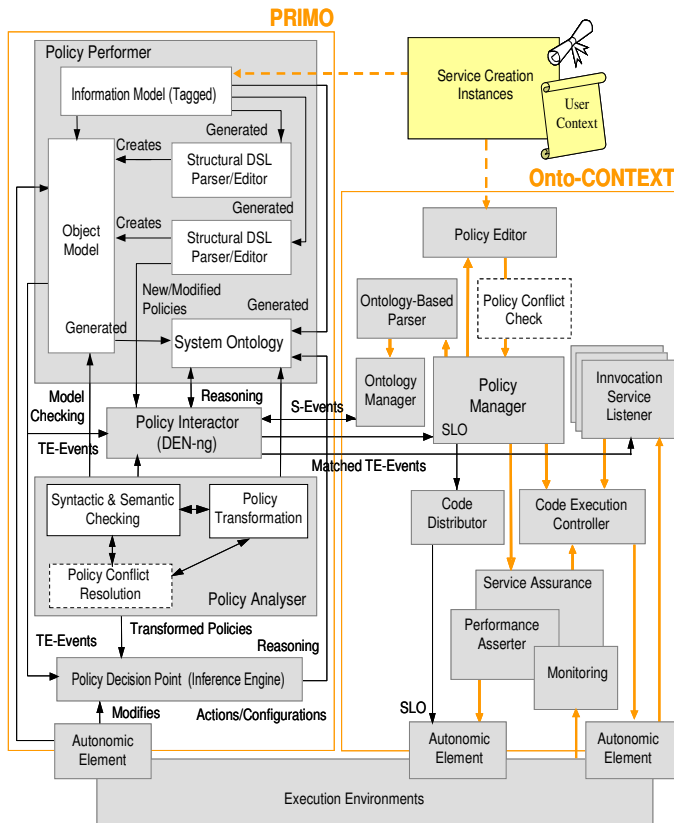 PRIMO
Policy Performer
Information Model (Tagged)
Service Creation
Instances
User
Context
Generated
Creates
Structural DSL
Parser/Editor
Onto-CONTEXT
Generated
Object
Model
Creates
Structural DSL
Parser/Editor
Policy Editor
New/Modified
Policies
Generated
Ontology-Based
Parser
Policy Conflict
Check
Generated
System Ontology
Model
Checking
Reasoning
S-Events
Ontology
Manager
Policy
Manager
SLO
Innvocation
Service
Listener
TE-Events
Policy Interactor
(DEN-ng)
Matched TE-Events
Syntactic & Semantic
Checking
Policy
Transformation
Code
Distributor
Code Execution
Controller
Policy Conflict
Resolution
Policy Analyser
Service Assurance
TE-Events
Transformed Policies
Reasoning
Performance
Asserter
Policy Decision Point (Inference Engine)
Monitoring
Modifies
Actions/Configurations
SLO
Autonomic
Element
Autonomic
Element
Autonomic
Element
Execution Environments